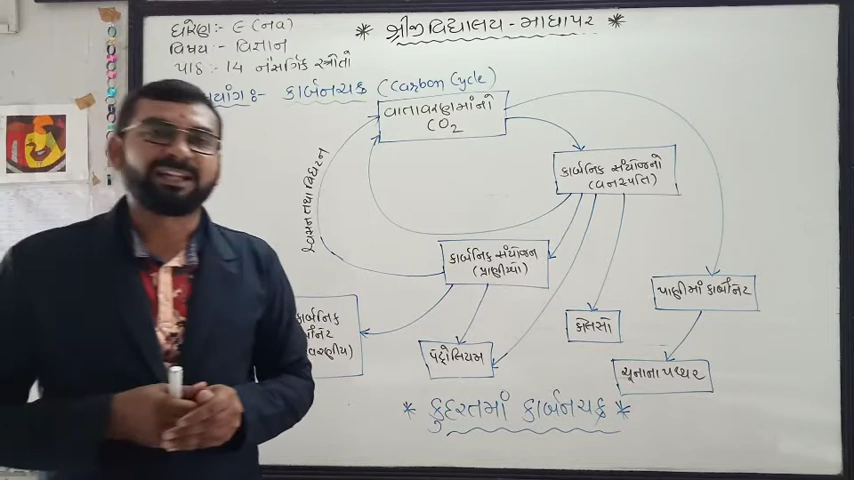 ધોરણ:- ૯ (નવ)
* શ્રીજી વિદ્યાલય - માધાપર *
વિષય :- વિજ્ઞાન
પાઠ :- 14 નૈસર્ગિક સ્ત્રોતો
કાર્બનચક્ર (Carbon Cycle)
વાતાવરણમાંનો
CO2
કાર્બનિક સંયોજનો
(વનસ્પતિ)
શ્વસન તથા વિઘટન
કાર્બનિક સંયોજન
(પ્રાણીઓ)
પાણીમાં કાર્બોનેટ
કાર્બનિક
કોલસો
પેટ્રોલિયમ
ચૂનાના પથ્થર
* કુદરતમાં કાર્બનચક્ર *